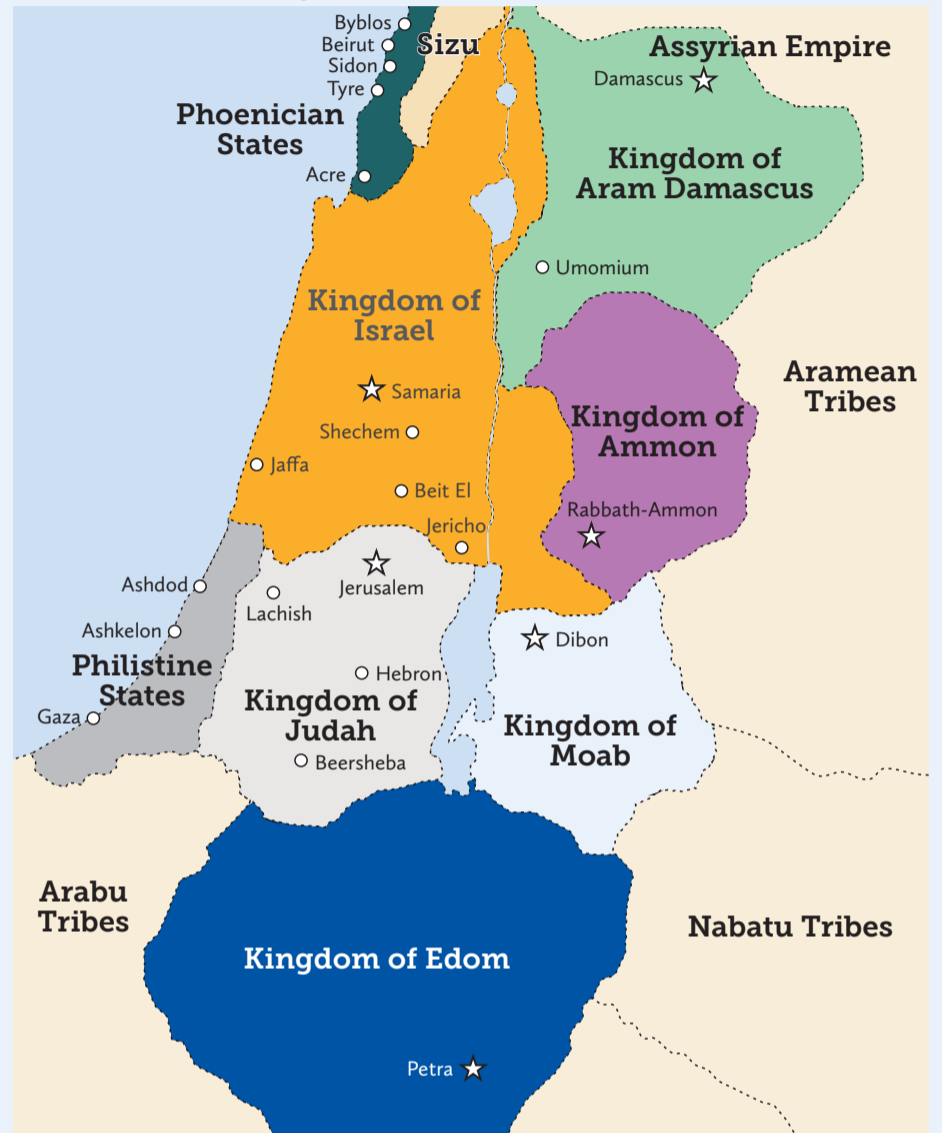 Byblos
Beirut
Sizu
Assyrian Empire
Sidon
Damascus
Tyre
Phoenician
States
Kingdom of
Aram Damascus
Acre
Umomium
Kingdom of
Israel
Aramean
Tribes
Samaria
Kingdom of
Ammon
Shechem
Jaffa
Beit El
Rabbath-Ammon
Jericho
Ashdod
Jerusalem
Lachish
Ashkelon
Dibon
Philistine
States
Hebron
Gaza
Kingdom of
Judah
Kingdom of
Moab
Beersheba
Arabu
Tribes
Nabatu Tribes
Kingdom of Edom
Petra